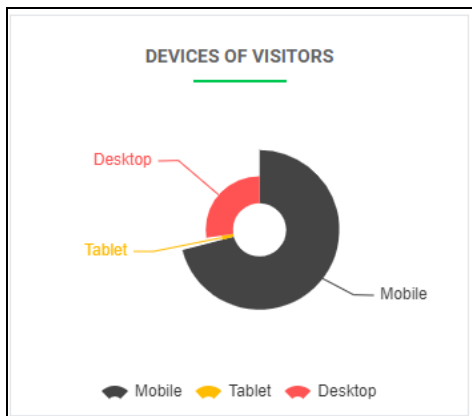 DEVICES OF VISITORS
Desktop
Tablet
Mobile
Mobile Tablet Desktop